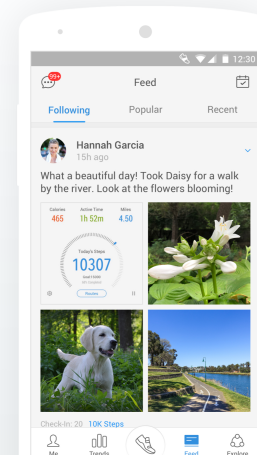 12:30
99+
Feed
Following Popular Recent
Hannah Garcia
15h ago
What a beautiful day! Took Daisy for a walk
by the river. Look at the flowers blooming!
Calories Active Time Miles
465 1h 52m 4.50
Today's Steps
10307
Check-In: 20 10K Steps
Me Trends Feed Explore